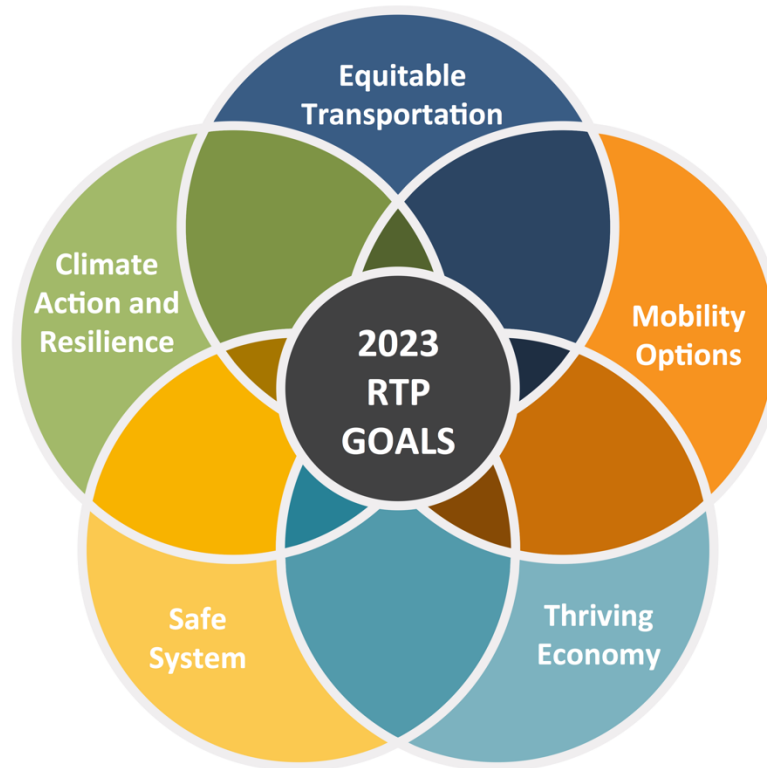 Equitable
Transportation
Climate
Action and
Resilience
Mobility
Options
2023
RTP
GOALS
Safe
System
Thriving
Economy